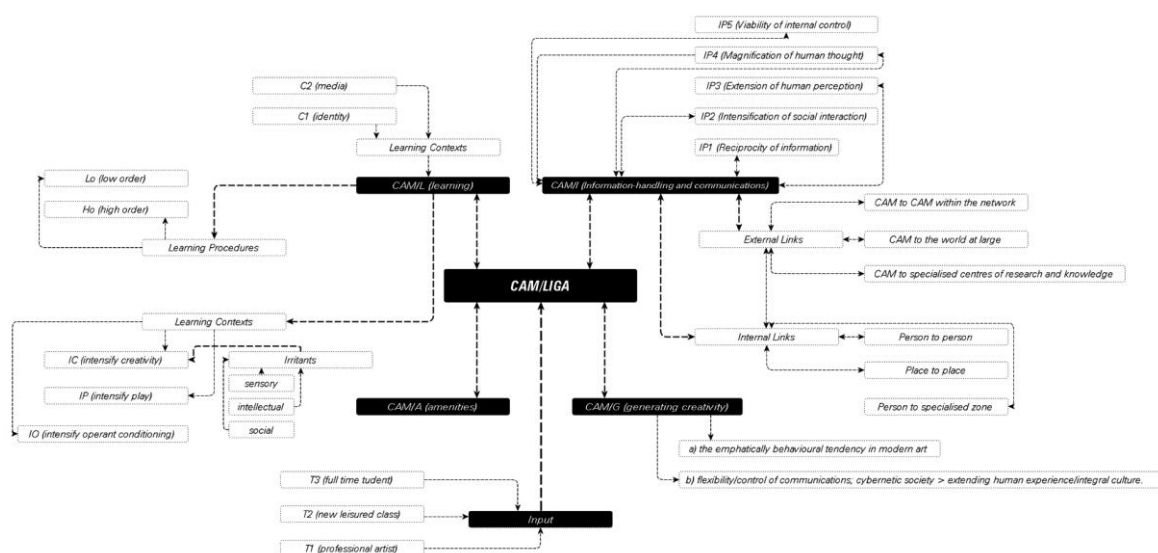 IP5 (Viability of internal control)
IP4 (Magnification of human thought)
C2 (media)
IP3 (Extension of human perception)
C1 (identity)
IP2 (Intensification of social interaction)
Learning Contexts
IP1 (Reciprocity of information)
Lo (low order)
CAM/L (learning)
CAM/I (Information-handling and communications)
Ho (high order)
CAM to CAM within the network
Learning Procedures
External Links
CAM to the world at large
CAM to specialised centres of research and knowledge
CAM/LIGA
Learning Contexts
Internal Links
Person to person
IC (intensify creativity)
Irritants
Place to place
sensory
IP (intensify play)
intellectual
CAM/A (amenities)
CAM/G (generating creativity)
Person to specialised zone
social
IO (intensify operant conditioning)
a) the emphatically behavioural tendency in modern art
T3 (full time tudent)
b) flexibility/control of communications; cybernetic society > extending human experience/integral culture.
T2 (new leisured class)
Input
T1 (professional artist)